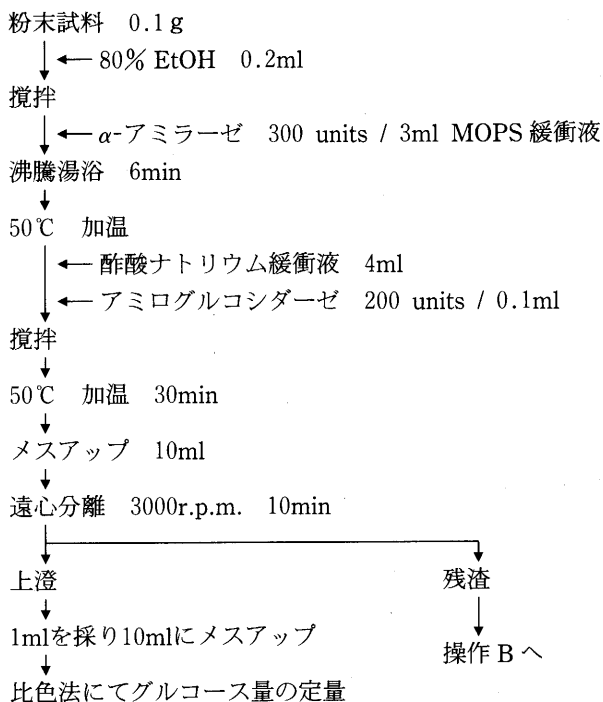 粉末試料 0.1g
← 80% EtOH 0.2ml
攪拌
← α-アミラーゼ 300 units / 3ml MOPS 緩衝液
沸騰湯浴 6min
50℃ 加温
← 酢酸ナトリウム緩衝液 4ml
← アミログルコシダーゼ 200 units / 0.1ml
攪拌
50℃ 加温 30min
メスアップ 10ml
遠心分離 3000r.p.m. 10min
上澄 残渣
1mlを採り10mlにメスアップ
操作 B へ
比色法にてグルコース量の定量